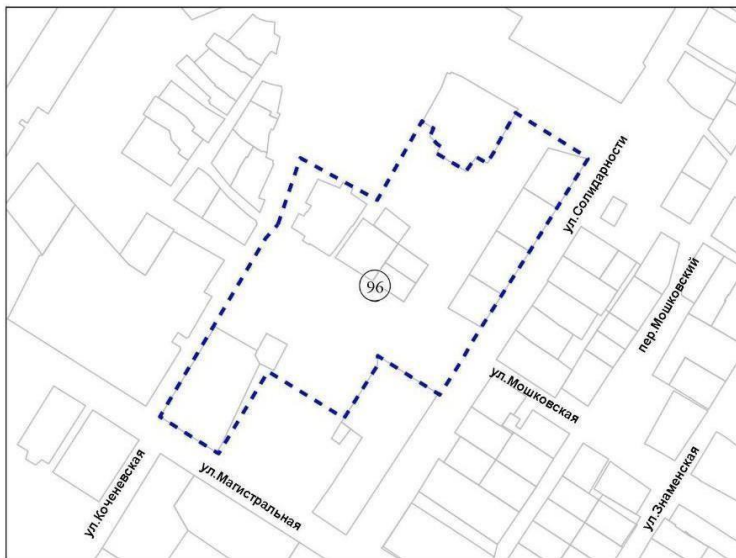 ул.Солидарности
пер.Мошковский
96
ул.Мошковская
ул.Коченевская
ул.Магистральная
ул.Знаменская